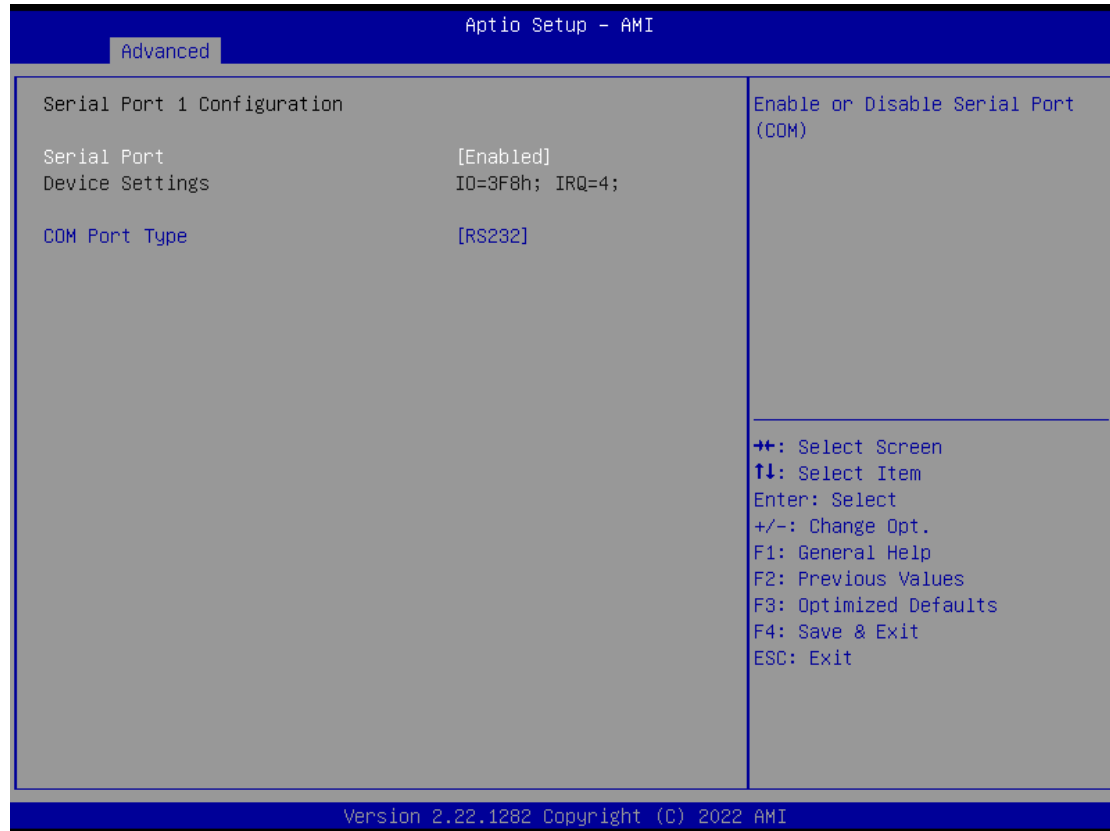 Aptio Setup – AMI
Advanced
Serial Port 1 Configuration
Serial Port [Enabled]
Device Settings IO=3F8h; IRQ=4;
COM Port Type [RS232]
Enable or Disable Serial Port
(COM)
→←: Select Screen
↑↓: Select Item
Enter: Select
+/-: Change Opt.
F1: General Help
F2: Previous Values
F3: Optimized Defaults
F4: Save & Exit
ESC: Exit
Version 2.22.1282 Copyright (C) 2022 AMI